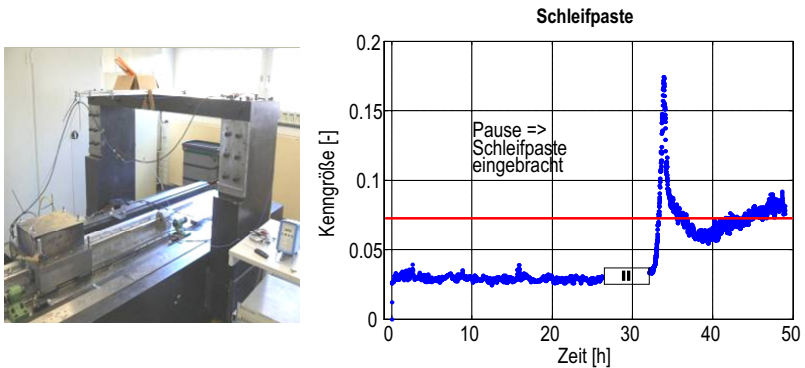 Schleifpaste
0.2
0.15
0.1
0.05
0
Kenngröße [-]
Pause =>
Schleifpaste
eingebracht
0 10 20 30 40 50
Zeit [h]